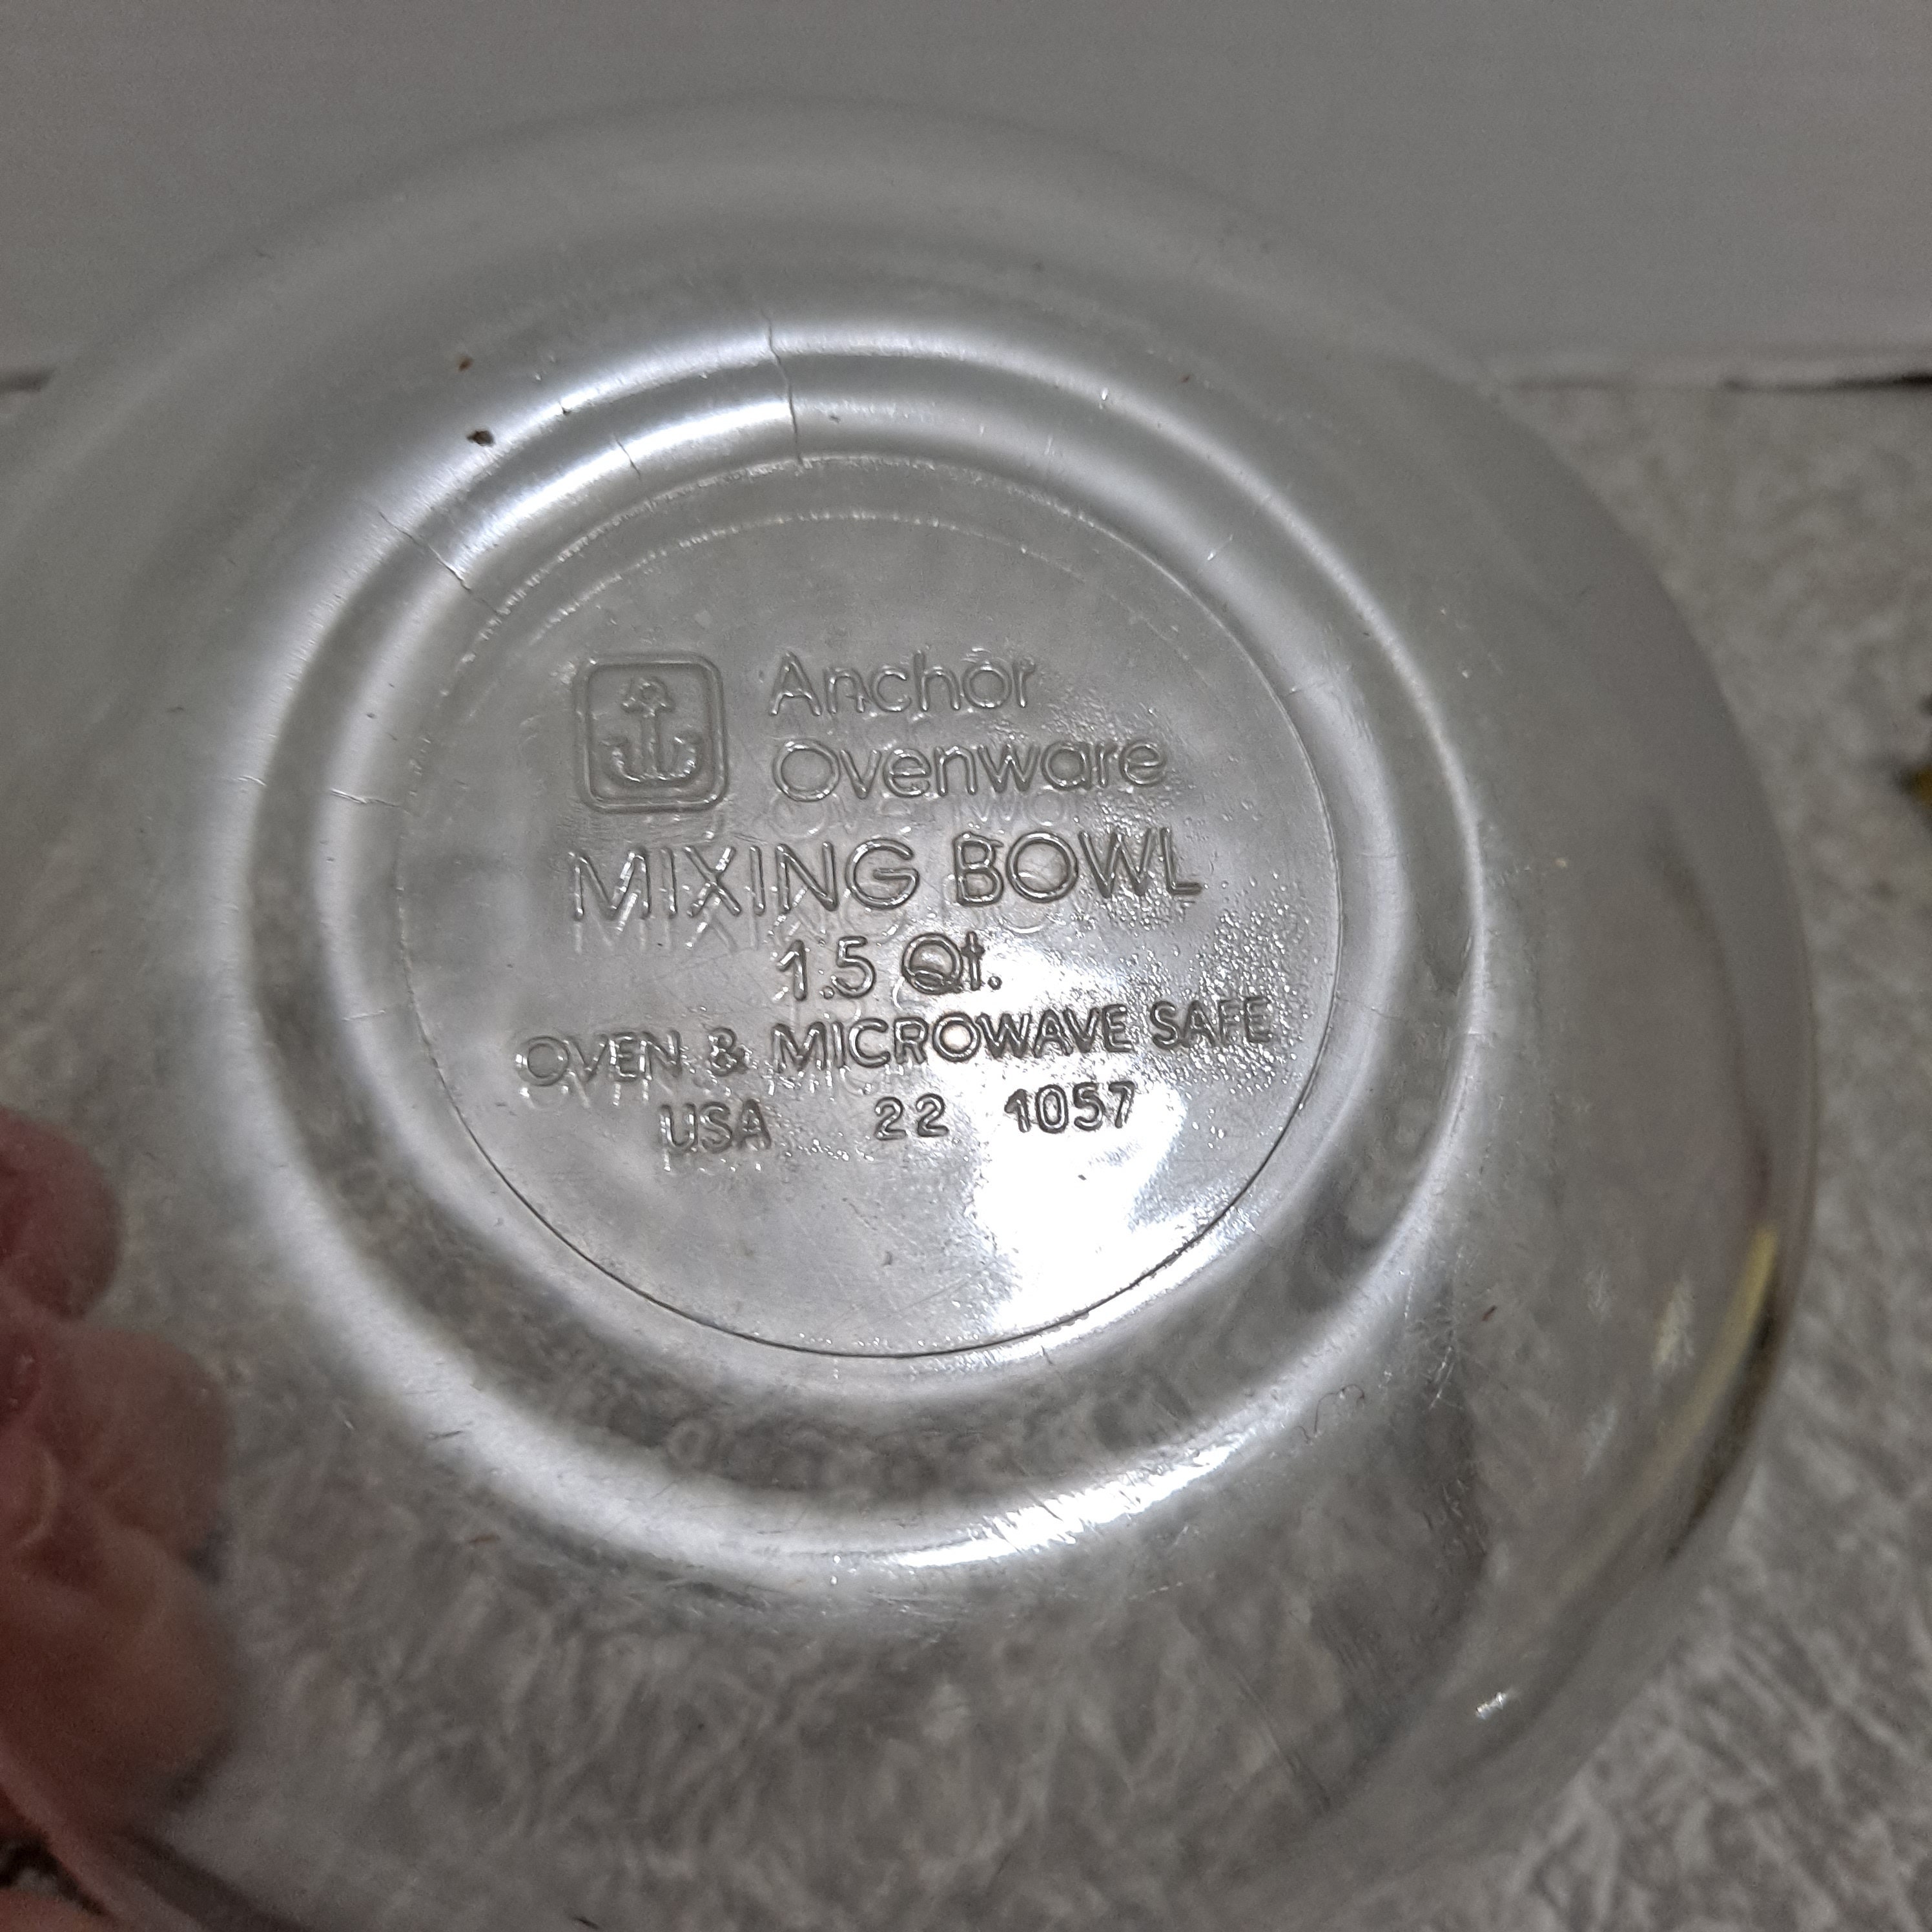 Anchor
Ovenware
MIXING BOWL
1.5 Qt.
OVEN & MICROWAVE SAFE
USA 22 1057